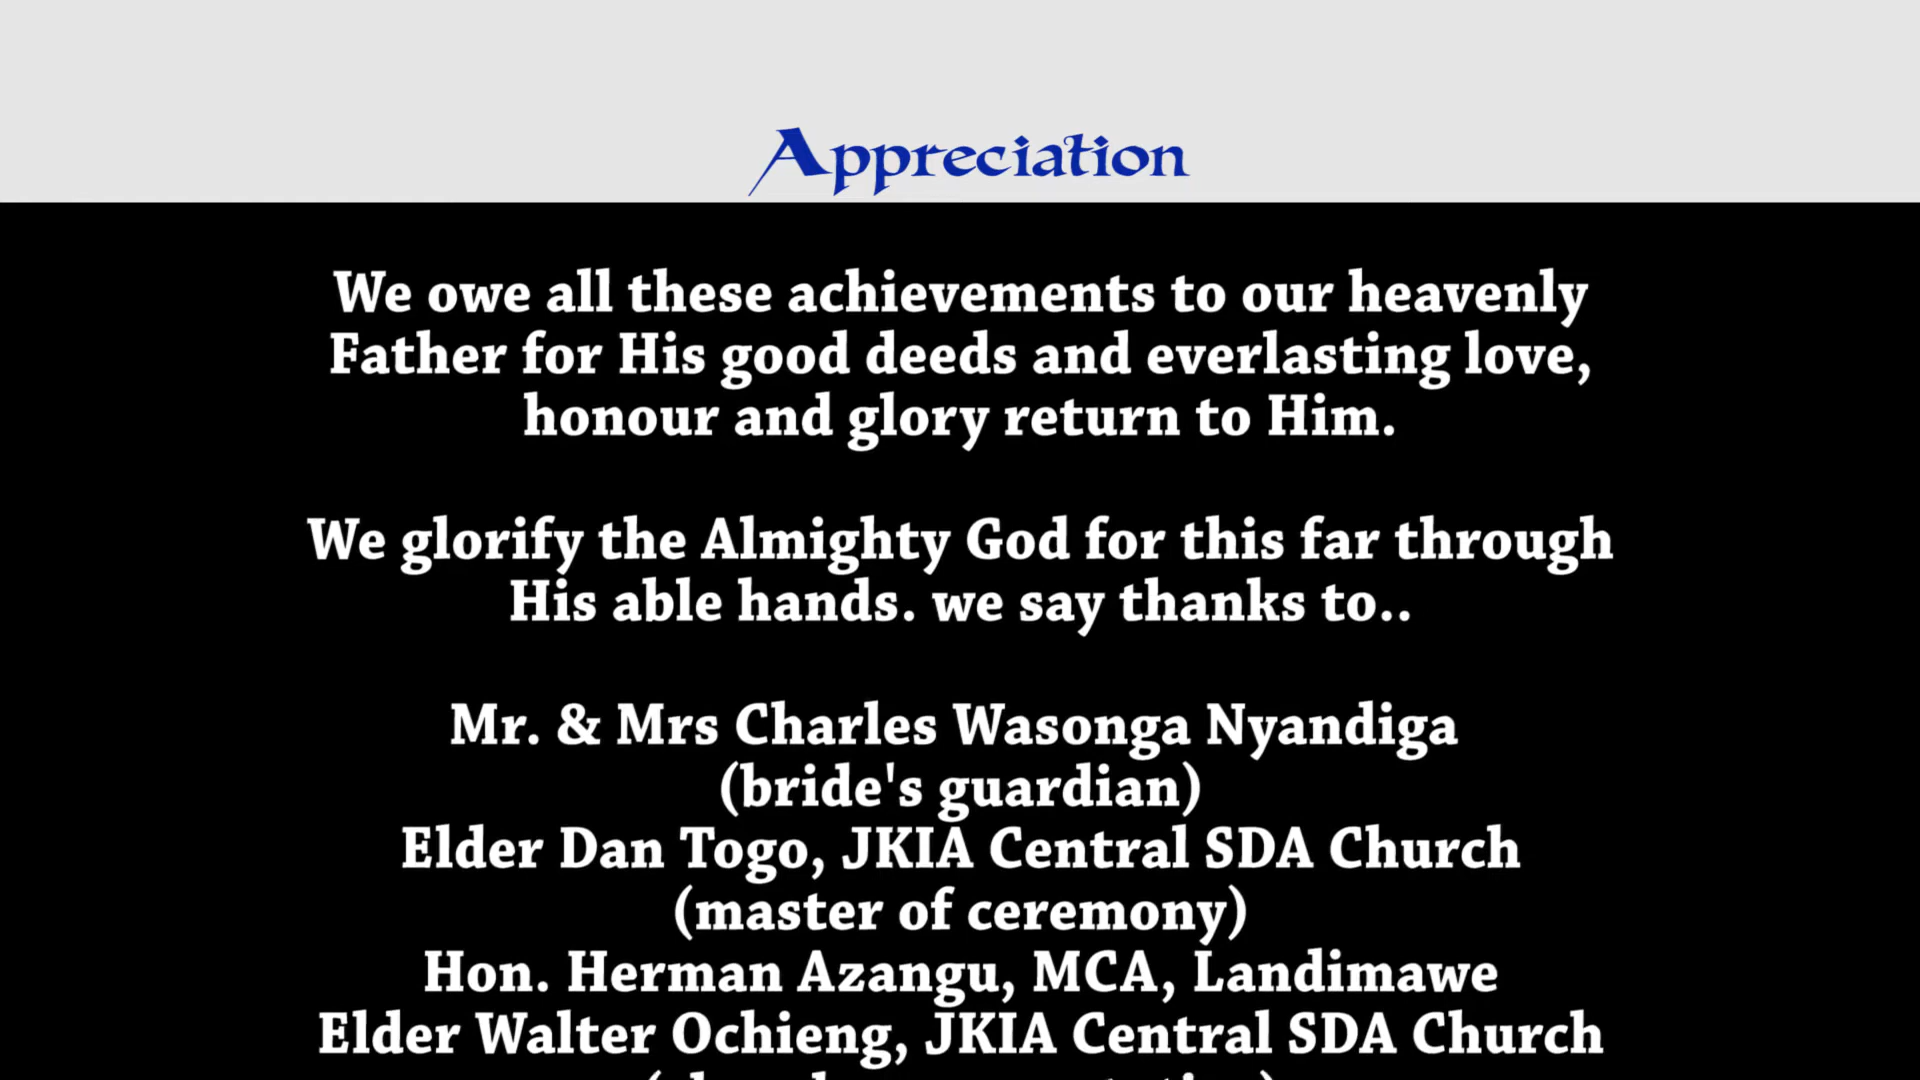 Appreciation
We owe all these achievements to our heavenly
Father for His good deeds and everlasting love,
honour and glory return to Him.
We glorify the Almighty God for this far through
His able hands. we say thanks to..
Mr. & Mrs Charles Wasonga Nyandiga
(bride's guardian)
Elder Dan Togo, JKIA Central SDA Church
(master of ceremony)
Hon. Herman Azangu, MCA, Landimawe
Elder Walter Ochieng, JKIA Central SDA Church